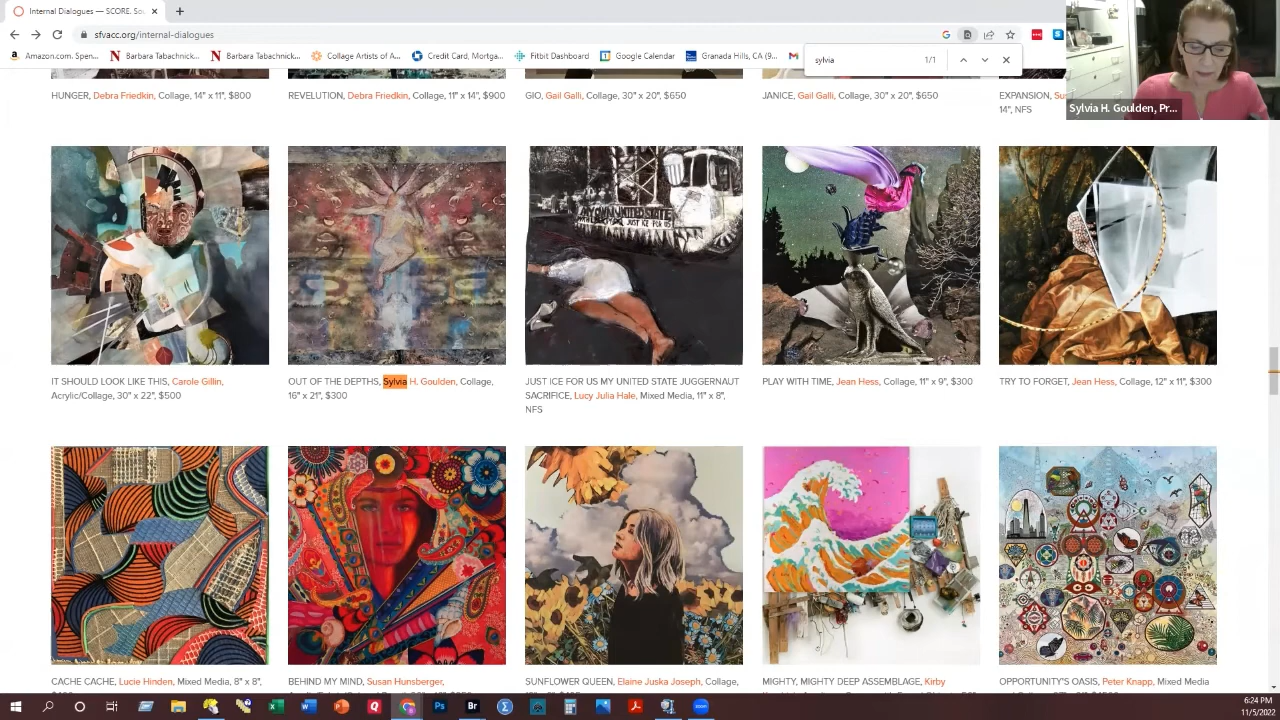 Internal Dialogues — SCORE, Sou
sfvacc.org/internal-dialogues
Amazon.com. Spen...
Barbara Tabachnick...
Barbara Tabachnick...
Collage Artists of A...
Credit Card, Mortga...
Fitbit Dashboard
Google Calendar
Granada Hills, CA (9...
sylvia
1/1
Sylvia H. Goulden, Pr...
HUNGER, Debra Friedkin, Collage, 14" x 11", $800
REVELUTION, Debra Friedkin, Collage, 11" x 14", $900
GIO, Gail Galli, Collage, 30" x 20", $650
JANICE, Gail Galli, Collage, 30" x 20", $650
EXPANSION, Su
14", NFS
JUST ICE FOR US
IT SHOULD LOOK LIKE THIS, Carole Gillin,
Acrylic/Collage, 30" x 22", $500
OUT OF THE DEPTHS, Sylvia H. Goulden, Collage,
16" x 21", $300
JUST ICE FOR US MY UNITED STATE JUGGERNAUT
SACRIFICE, Lucy Julia Hale, Mixed Media, 11" x 8",
NFS
PLAY WITH TIME, Jean Hess, Collage, 11" x 9", $300
TRY TO FORGET, Jean Hess, Collage, 12" x 11", $300
CACHE CACHE, Lucie Hinden, Mixed Media, 8" x 8",
BEHIND MY MIND, Susan Hunsberger,
SUNFLOWER QUEEN, Elaine Juska Joseph, Collage,
MIGHTY, MIGHTY DEEP ASSEMBLAGE, Kirby
OPPORTUNITY'S OASIS, Peter Knapp, Mixed Media
6:24 PM
11/5/2022